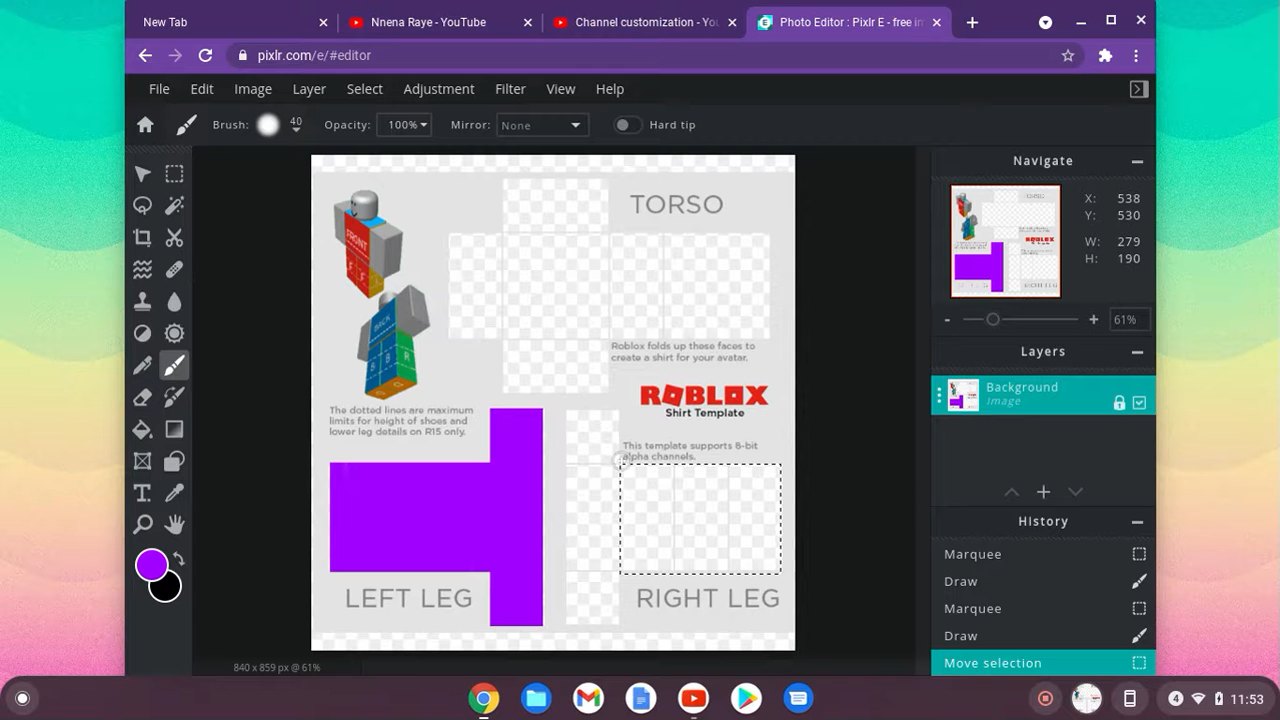 New Tab
Nnena Raye - YouTube
Channel customization - You
Photo Editor : Pixlr E - free in
pixlr.com/e/#editor
File Edit Image Layer Select Adjustment Filter View Help
Brush: 40 Opacity: 100% Mirror: None Hard tip
TORSO
FRONT
BACK
R
B B
Roblox folds up these faces to
create a shirt for your avatar.
ROBLOX
Shirt Template
The dotted lines are maximum
limits for height of shoes and
lower leg details on R15 only.
This template supports 8-bit
alpha channels.
LEFT LEG
RIGHT LEG
840 x 859 px @ 61%
Navigate
X: 538
Y: 530
W: 279
H: 190
- + 61%
Layers
Background
Image
History
Marquee
Draw
Marquee
Draw
Move selection
4 11:53